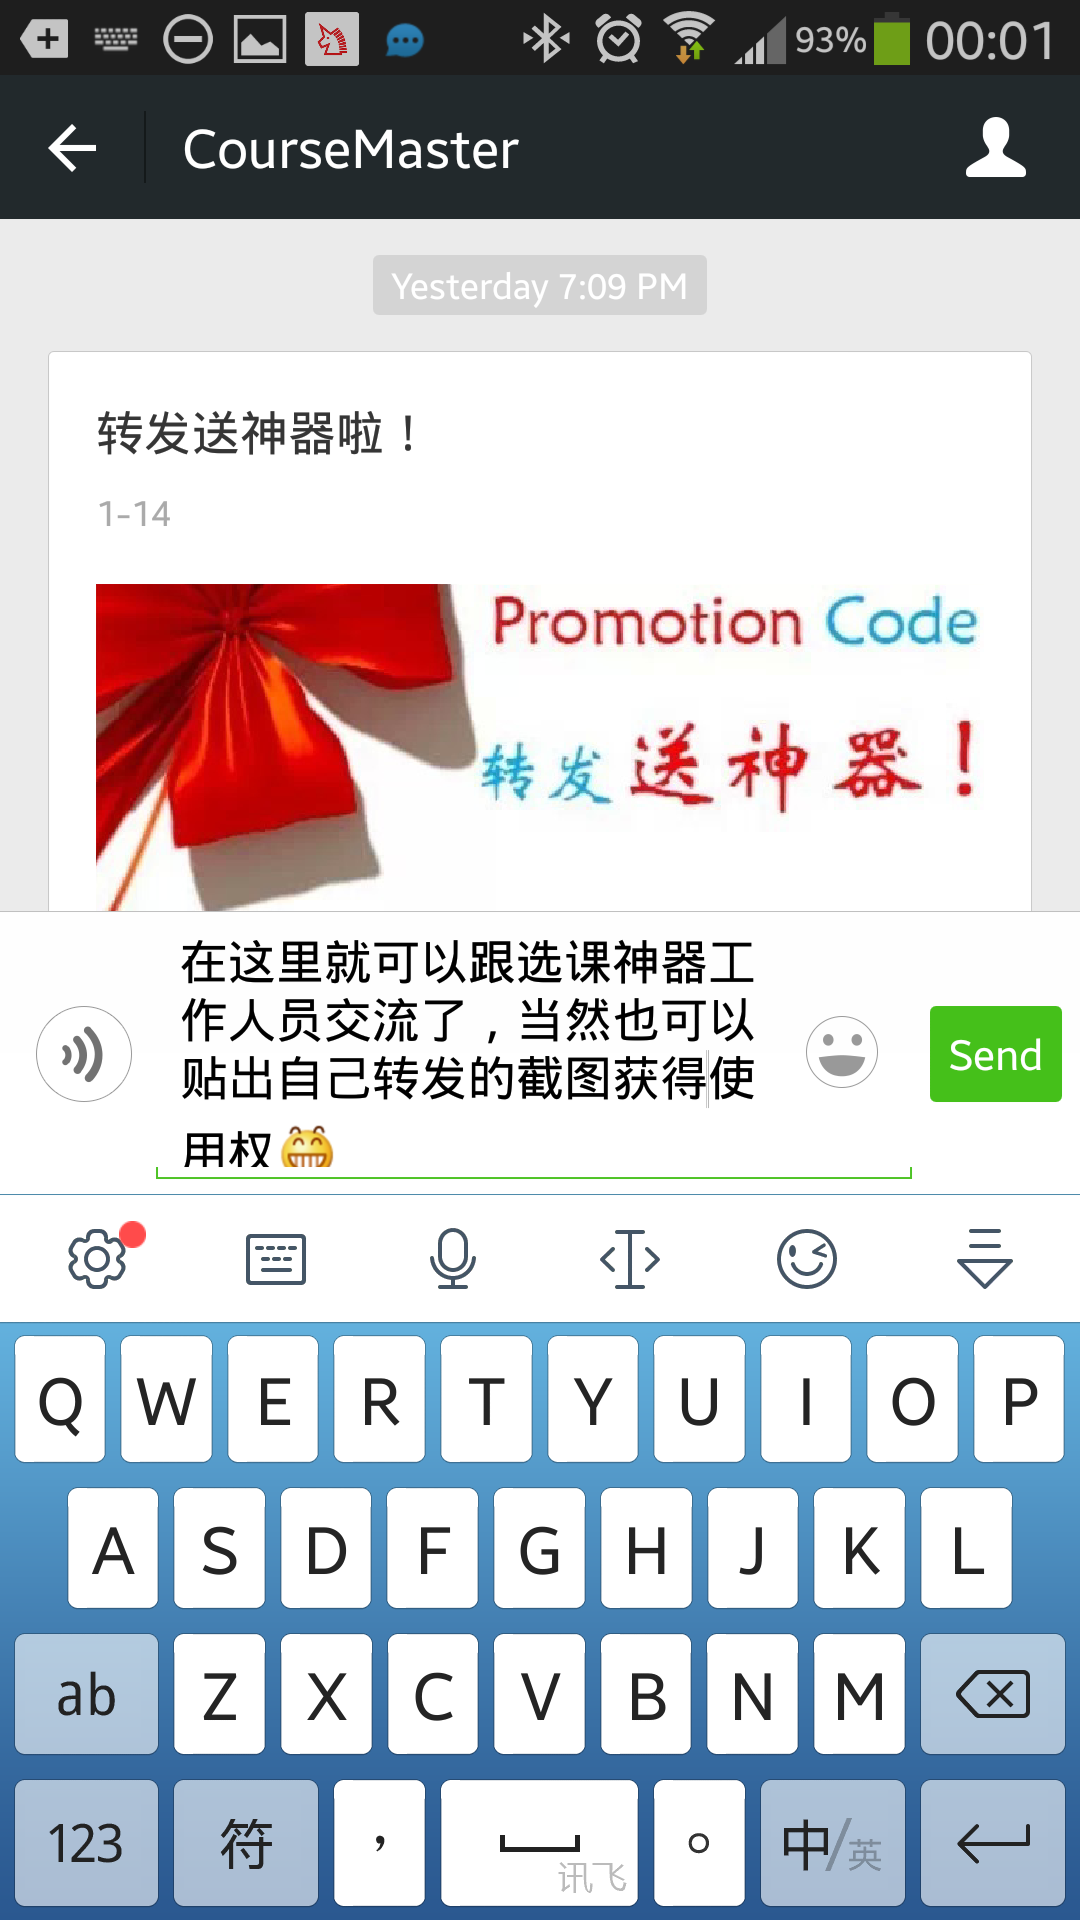 93% 00:01
CourseMaster
Yesterday 7:09 PM
转发送神器啦！
1-14
Promotion Code
转发送神器！
在这里就可以跟选课神器工
作人员交流了，当然也可以
贴出自己转发的截图获得使
用权
Send
Q W E R T Y U I O P
A S D F G H J K L
ab Z X C V B N M
123 符 ， 讯飞 。 中/英